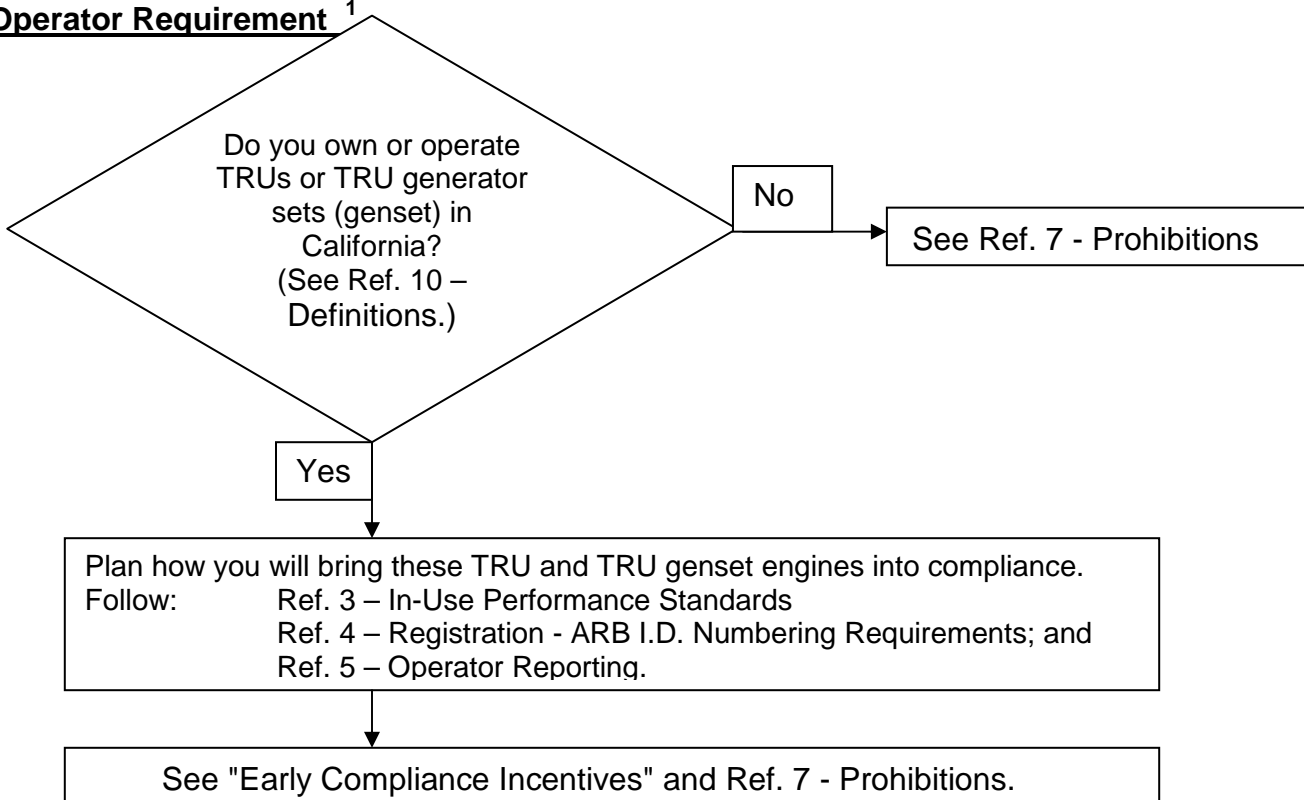 Operator Requirement 1
Do you own or operate
TRUs or TRU generator
sets (genset) in
California?
(See Ref. 10 –
Definitions.)
No
See Ref. 7 - Prohibitions
Yes
Plan how you will bring these TRU and TRU genset engines into compliance.
Follow: Ref. 3 – In-Use Performance Standards
Ref. 4 – Registration - ARB I.D. Numbering Requirements; and
Ref. 5 – Operator Reporting.
See "Early Compliance Incentives" and Ref. 7 - Prohibitions.